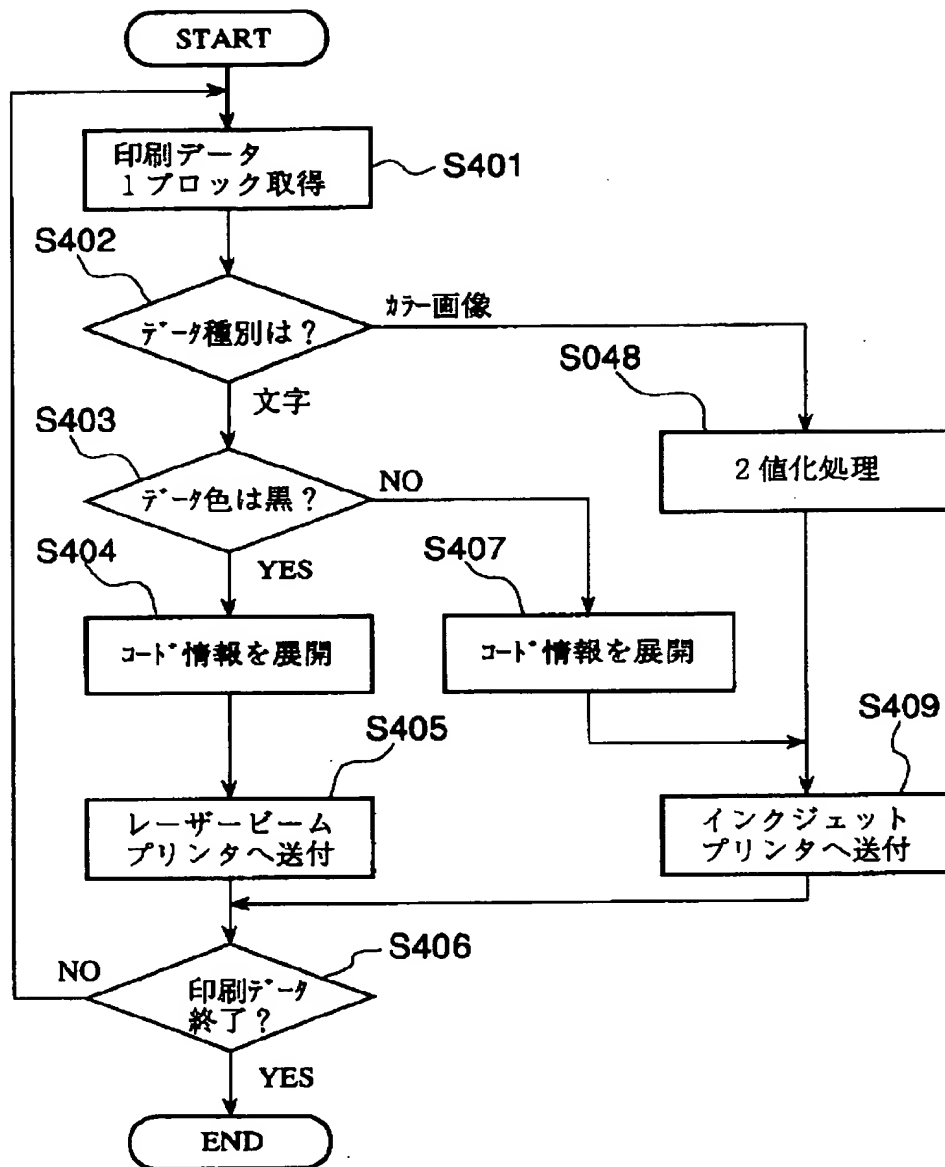 START
印刷データ
1ブロック取得
S401
S402
データ種別は?
カラー画像
文字
S048
2値化処理
S403
データ色は黒?
NO
YES
S404
コード情報を展開
S407
コード情報を展開
S405
レーザービーム
プリンタへ送付
S409
インクジェット
プリンタへ送付
S406
NO
印刷データ
終了?
YES
END